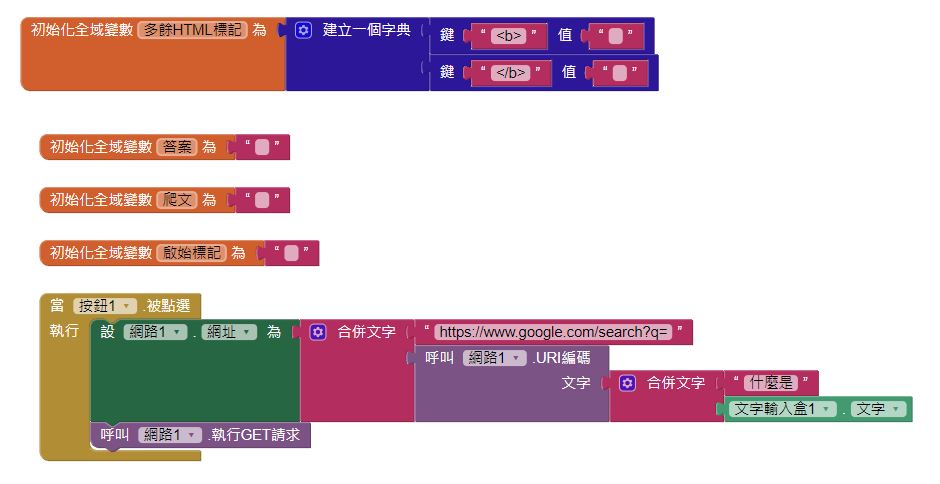 初始化全域變數 多餘HTML標記 為 建立一個字典 鍵 “ <b> ” 值 “ ”
鍵 “ </b> ” 值 “ ”
初始化全域變數 答案 為 “ ”
初始化全域變數 爬文 為 “ ”
初始化全域變數 啟始標記 為 “ ”
當 按鈕1 .被點選
執行 設 網路1 . 網址 為 合併文字 “ https://www.google.com/search?q= ”
呼叫 網路1 .URI編碼
文字 合併文字 “ 什麼是 ”
文字輸入盒1 . 文字
呼叫 網路1 .執行GET請求